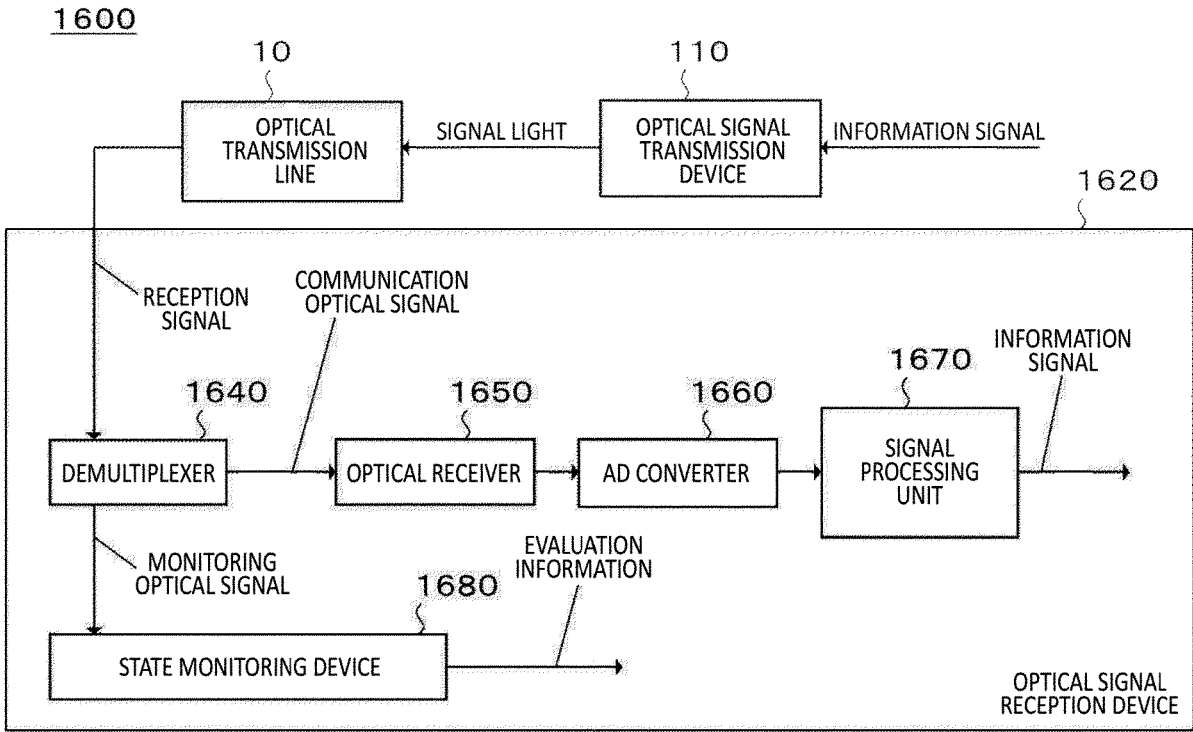 1600
10
110
OPTICAL
TRANSMISSION
LINE
SIGNAL LIGHT
OPTICAL SIGNAL
TRANSMISSION
DEVICE
INFORMATION SIGNAL
1620
RECEPTION
SIGNAL
COMMUNICATION
OPTICAL SIGNAL
INFORMATION
SIGNAL
1640
1650
1660
1670
DEMULTIPLEXER
OPTICAL RECEIVER
AD CONVERTER
SIGNAL
PROCESSING
UNIT
MONITORING
OPTICAL SIGNAL
EVALUATION
INFORMATION
1680
STATE MONITORING DEVICE
OPTICAL SIGNAL
RECEPTION DEVICE